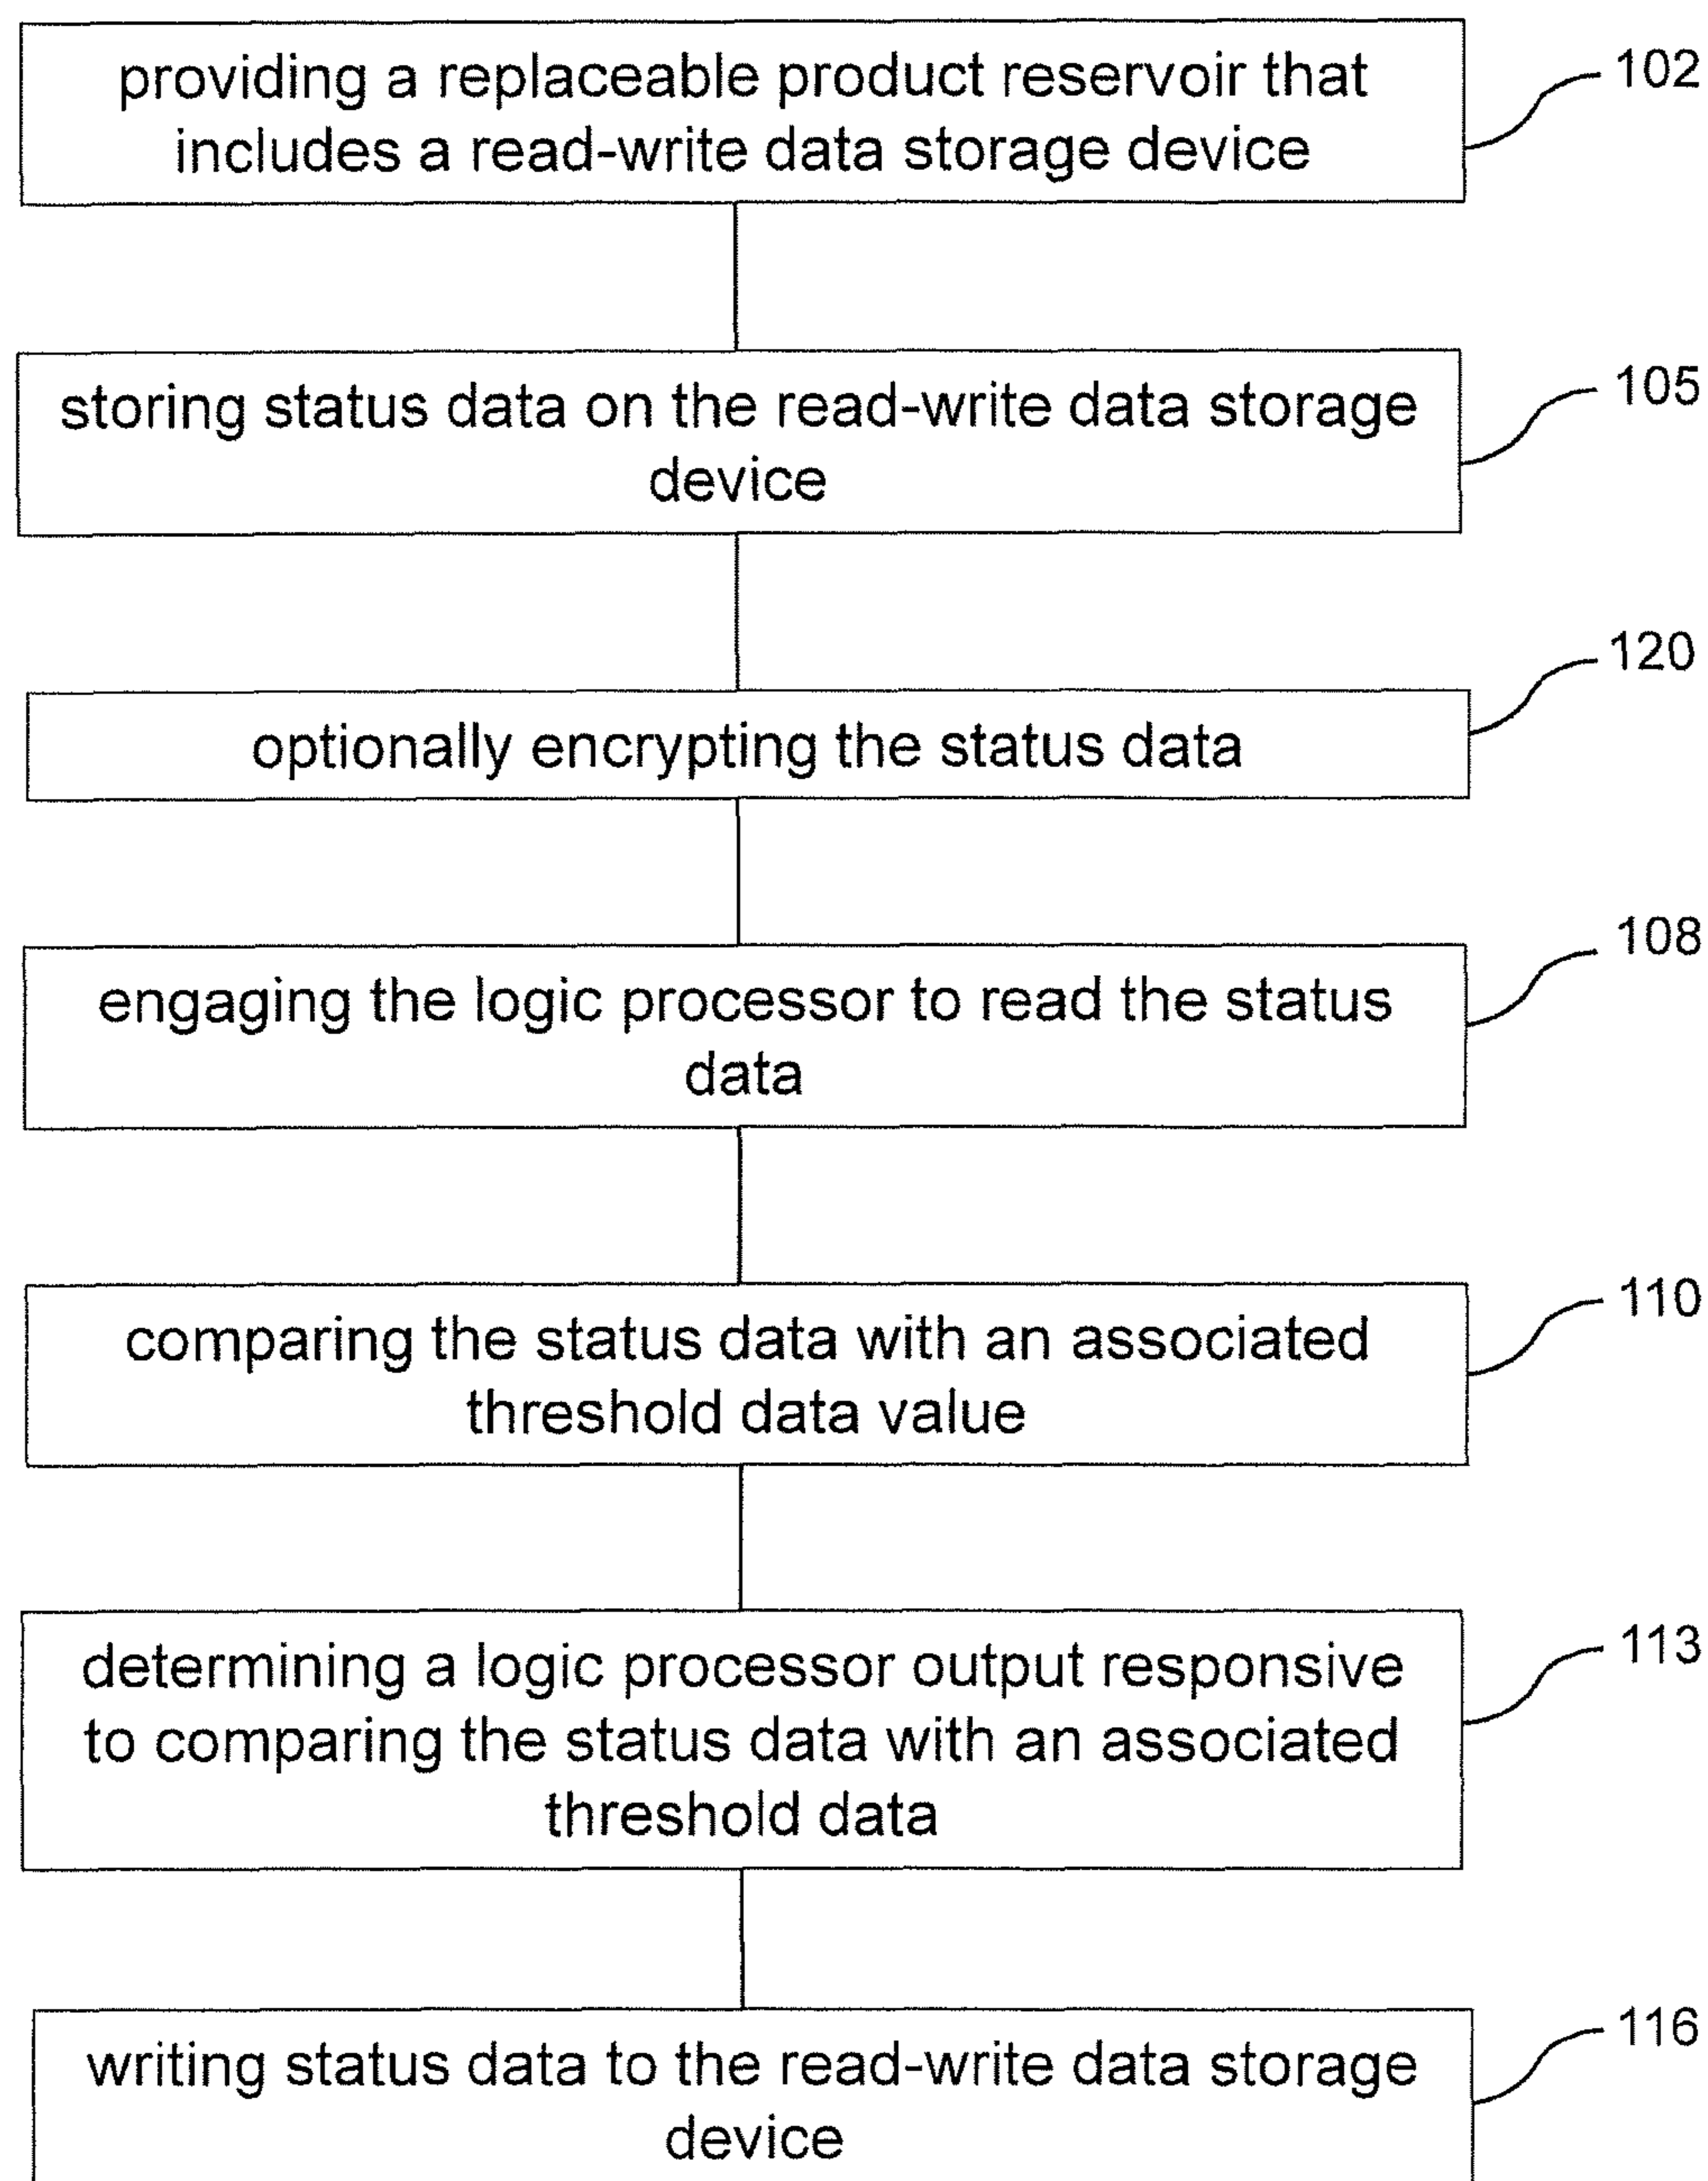 providing a replaceable product reservoir that
includes a read-write data storage device
102
storing status data on the read-write data storage
device
105
optionally encrypting the status data
120
engaging the logic processor to read the status
data
108
comparing the status data with an associated
threshold data value
110
determining a logic processor output responsive
to comparing the status data with an associated
threshold data
113
writing status data to the read-write data storage
device
116